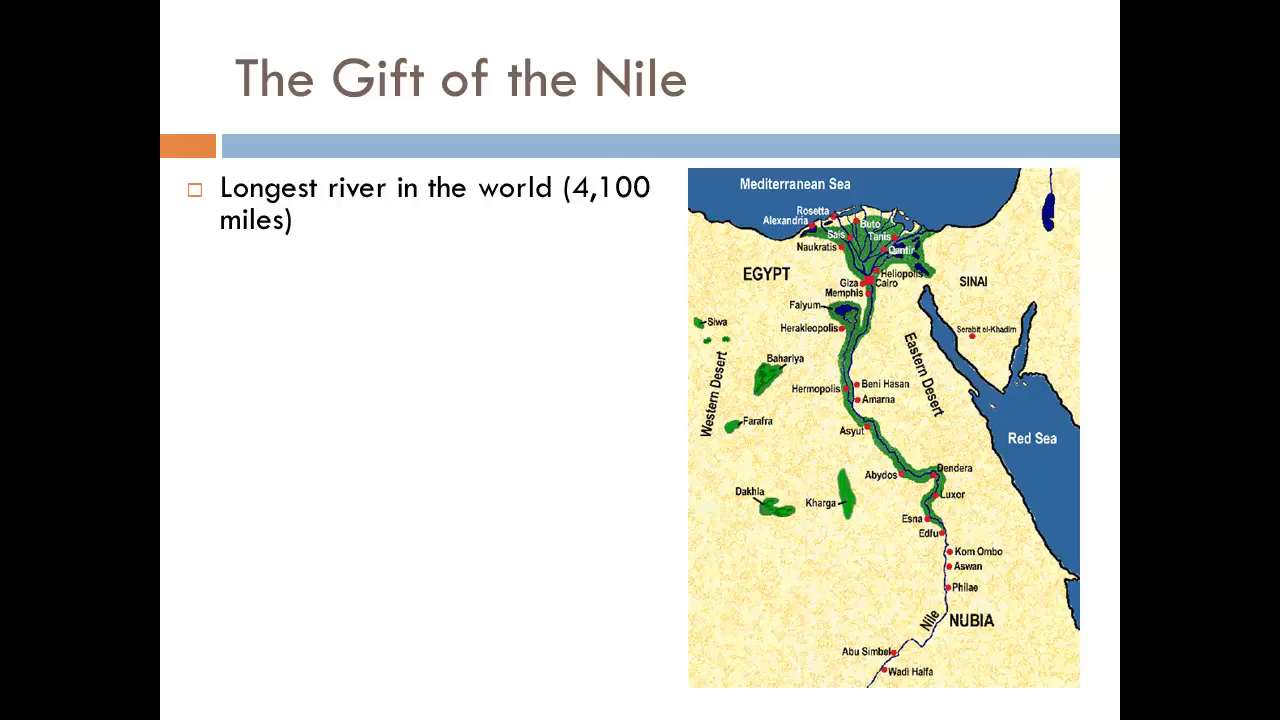 The Gift of the Nile
Longest river in the world (4,100
miles)
Mediterranean Sea
Rosetta
Alexandria
Buto
Sais
Tanis
Naukratis
Qantir
EGYPT
Heliopolis
SINAI
Giza
Cairo
Memphis
Faiyum
Siwa
Herakleopolis
Serabit el-Khadim
Western Desert
Eastern Desert
Bahariya
Hermopolis
Beni Hasan
Amarna
Farafra
Asyut
Red Sea
Abydos
Dendera
Dakhla
Kharga
Luxor
Esna
Edfu
Kom Ombo
Aswan
Philae
Nile
NUBIA
Abu Simbel
Wadi Halfa